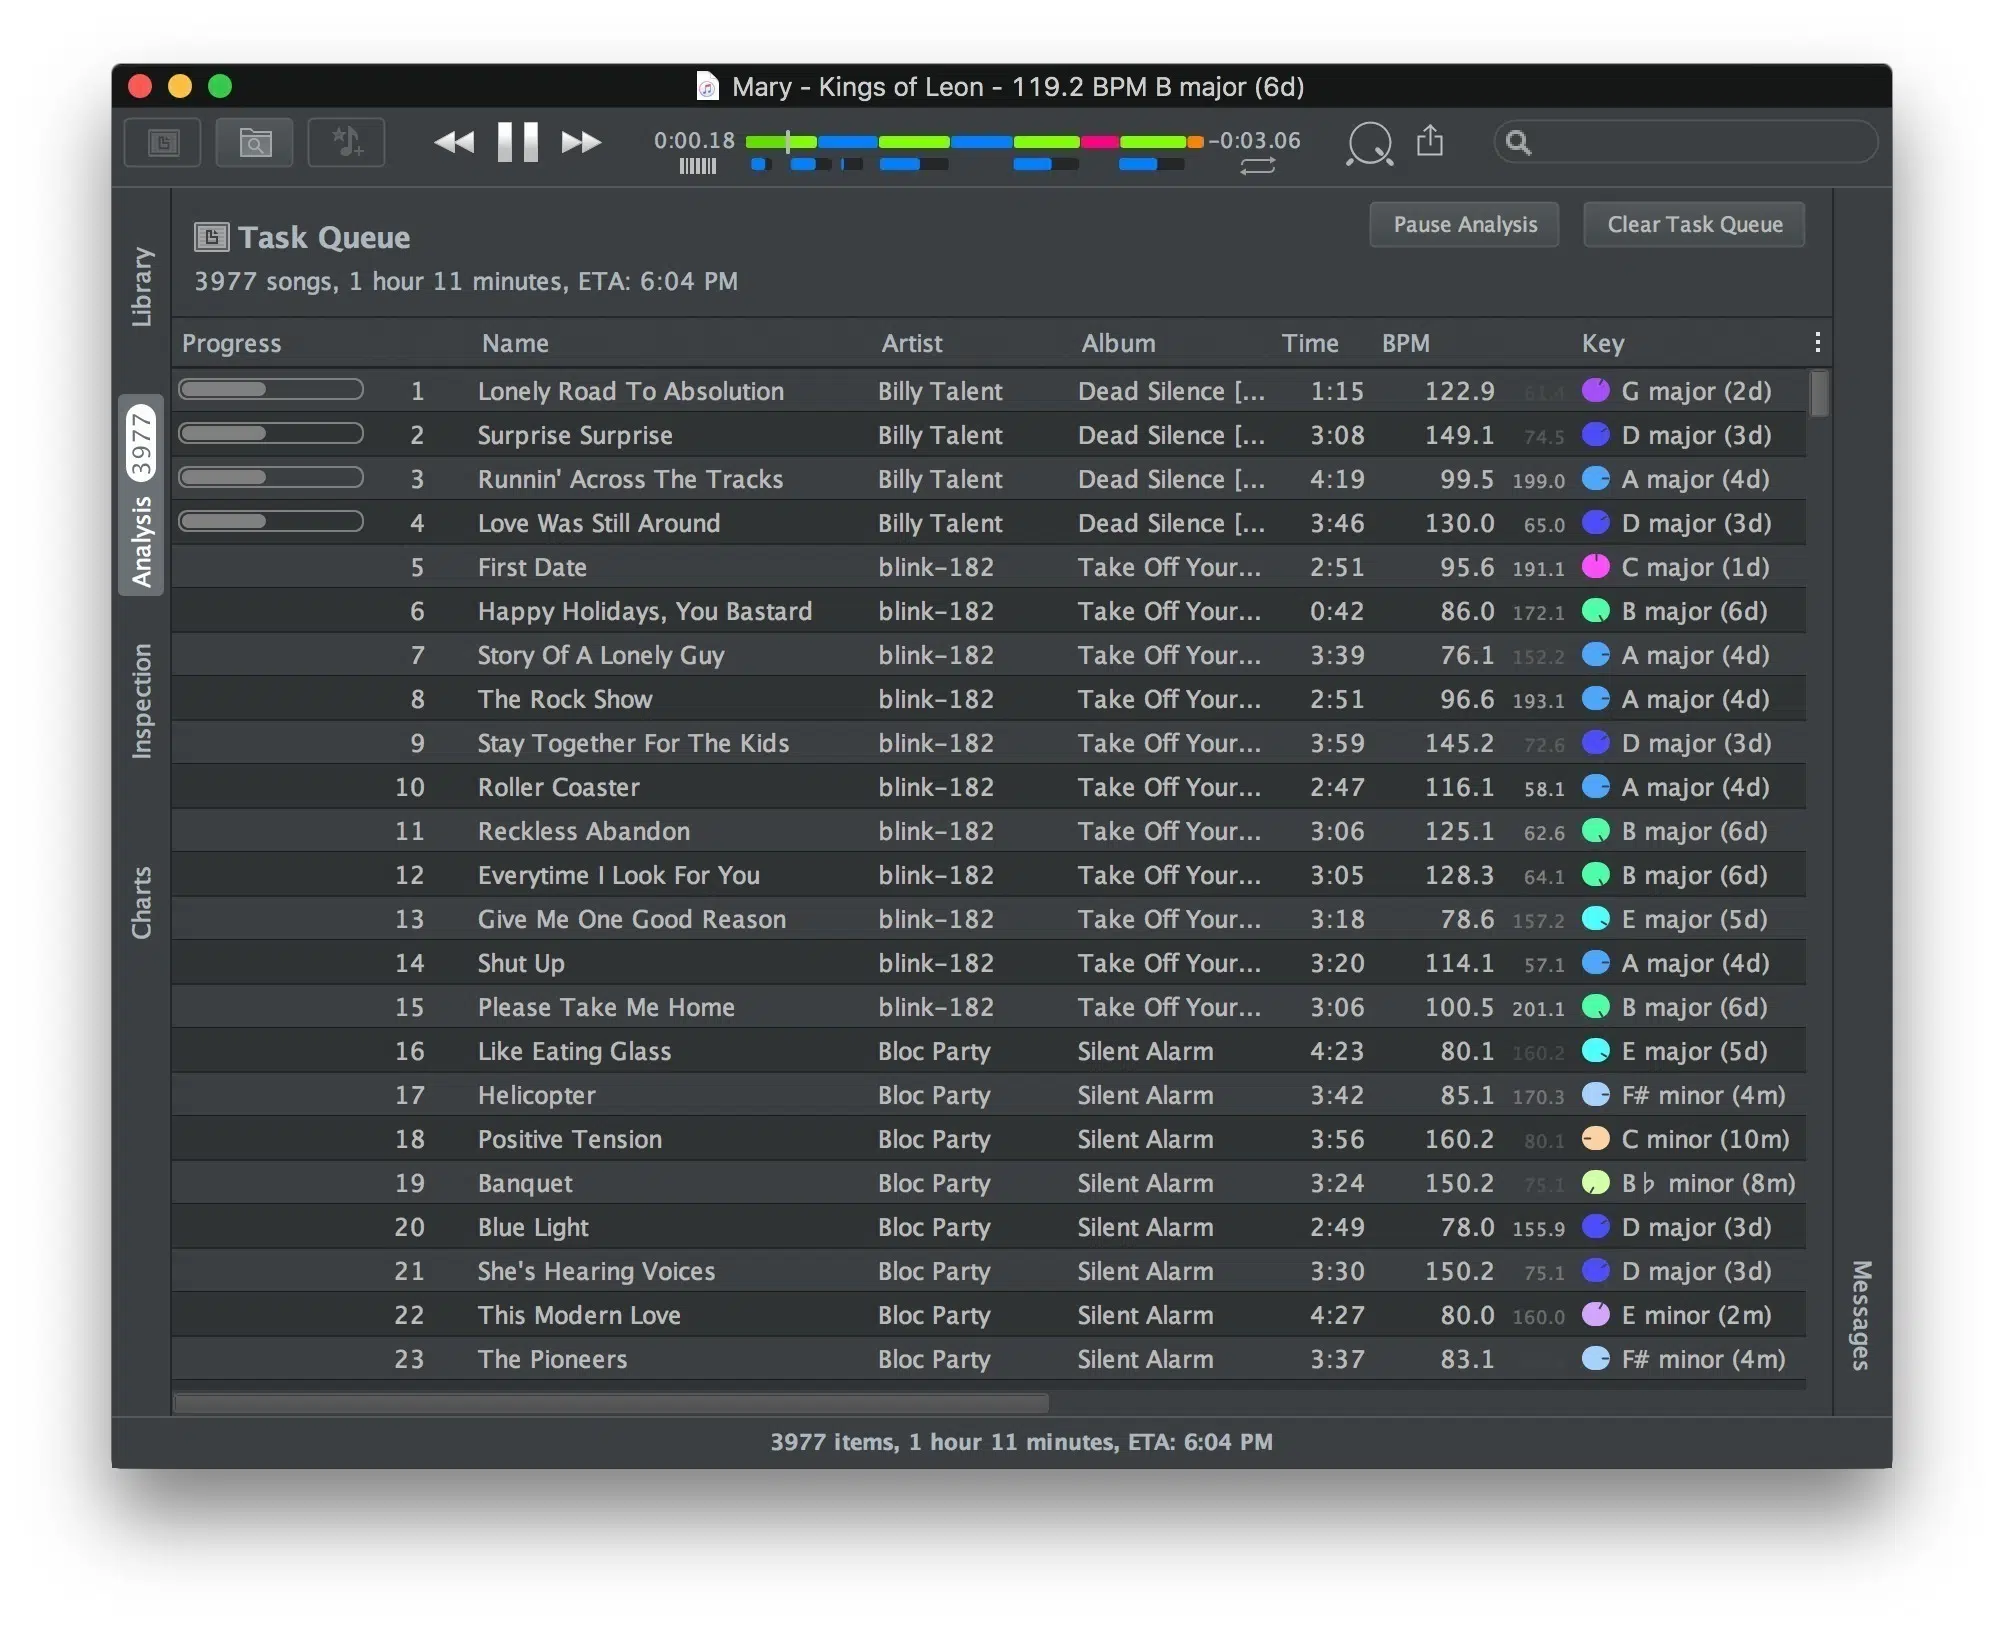 Mary - Kings of Leon - 119.2 BPM B major (6d)
0:00.18 -0:03.06
Task Queue
Pause Analysis Clear Task Queue
3977 songs, 1 hour 11 minutes, ETA: 6:04 PM
Library
Analysis 3977
Inspection
Charts
Progress Name Artist Album Time BPM Key
1 Lonely Road To Absolution Billy Talent Dead Silence [... 1:15 122.9 61.4 G major (2d)
2 Surprise Surprise Billy Talent Dead Silence [... 3:08 149.1 74.5 D major (3d)
3 Runnin' Across The Tracks Billy Talent Dead Silence [... 4:19 99.5 199.0 A major (4d)
4 Love Was Still Around Billy Talent Dead Silence [... 3:46 130.0 65.0 D major (3d)
5 First Date blink-182 Take Off Your... 2:51 95.6 191.1 C major (1d)
6 Happy Holidays, You Bastard blink-182 Take Off Your... 0:42 86.0 172.1 B major (6d)
7 Story Of A Lonely Guy blink-182 Take Off Your... 3:39 76.1 152.2 A major (4d)
8 The Rock Show blink-182 Take Off Your... 2:51 96.6 193.1 A major (4d)
9 Stay Together For The Kids blink-182 Take Off Your... 3:59 145.2 72.6 D major (3d)
10 Roller Coaster blink-182 Take Off Your... 2:47 116.1 58.1 A major (4d)
11 Reckless Abandon blink-182 Take Off Your... 3:06 125.1 62.6 B major (6d)
12 Everytime I Look For You blink-182 Take Off Your... 3:05 128.3 64.1 B major (6d)
13 Give Me One Good Reason blink-182 Take Off Your... 3:18 78.6 157.2 E major (5d)
14 Shut Up blink-182 Take Off Your... 3:20 114.1 57.1 A major (4d)
15 Please Take Me Home blink-182 Take Off Your... 3:06 100.5 201.1 B major (6d)
16 Like Eating Glass Bloc Party Silent Alarm 4:23 80.1 160.2 E major (5d)
17 Helicopter Bloc Party Silent Alarm 3:42 85.1 170.3 F# minor (4m)
18 Positive Tension Bloc Party Silent Alarm 3:56 160.2 80.1 C minor (10m)
19 Banquet Bloc Party Silent Alarm 3:24 150.2 75.1 B♭ minor (8m)
20 Blue Light Bloc Party Silent Alarm 2:49 78.0 155.9 D major (3d)
21 She's Hearing Voices Bloc Party Silent Alarm 3:30 150.2 75.1 D major (3d)
22 This Modern Love Bloc Party Silent Alarm 4:27 80.0 160.0 E minor (2m)
23 The Pioneers Bloc Party Silent Alarm 3:37 83.1 F# minor (4m)
Messages
3977 items, 1 hour 11 minutes, ETA: 6:04 PM